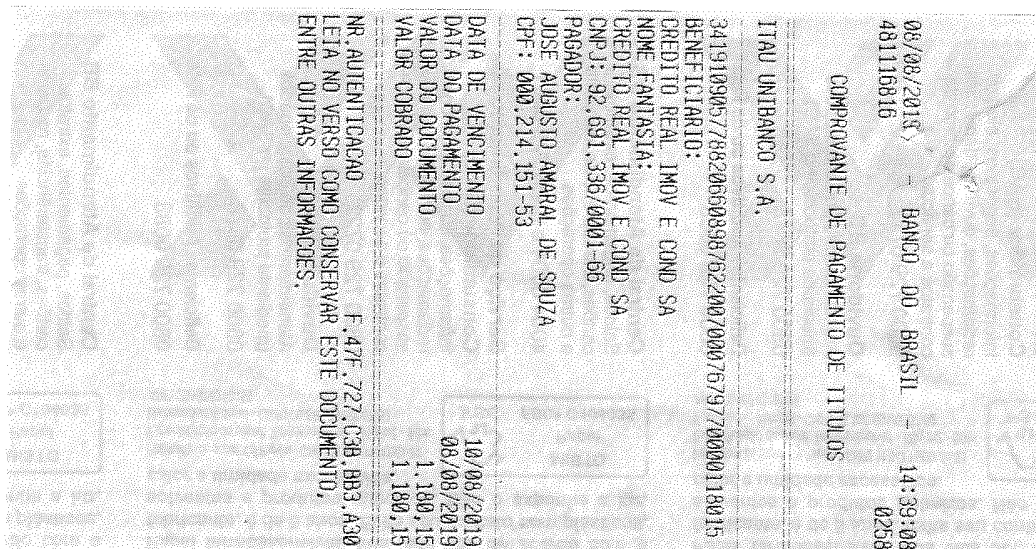 08/08/2019 - BANCO DO BRASIL - 14:39:08
481116816 0258
COMPROVANTE DE PAGAMENTO DE TITULOS
ITAU UNIBANCO S.A.
34191090577882066089876220070007679770000118015
BENEFICIARIO:
CREDITO REAL IMOV E COND SA
NOME FANTASIA:
CREDITO REAL IMOV E COND SA
CNPJ: 92.691.336/0001-66
PAGADOR:
JOSE AUGUSTO AMARAL DE SOUZA
CPF: 000.214.151-53
DATA DE VENCIMENTO 10/08/2019
DATA DO PAGAMENTO 08/08/2019
VALOR DO DOCUMENTO 1.180,15
VALOR COBRADO 1.180,15
NR.AUTENTICACAO F.47F.727.C3B.BB3.A30
LEIA NO VERSO COMO CONSERVAR ESTE DOCUMENTO,
ENTRE OUTRAS INFORMACOES.